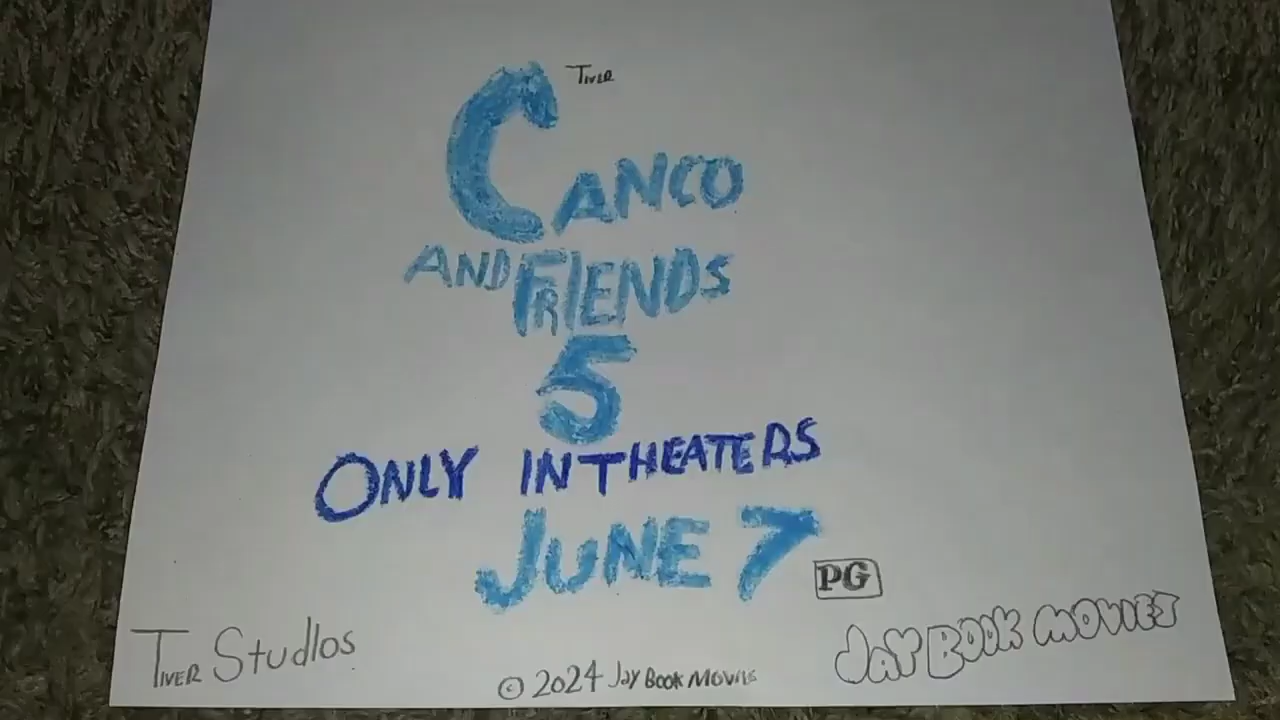 TIVER
CANCO
AND FRIENDS
5
ONLY IN THEATERS
JUNE 7
PG
TIVER Studios
JAY BOOK MOVIES
© 2024 Jay Book Movies